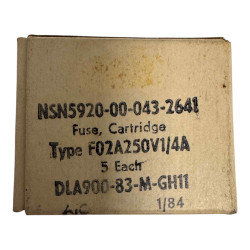 NSN5920-00-043-2641
Fuse, Cartridge
Type F02A250V1/4A
5 Each
DLA900-83-M-GH11
1/84